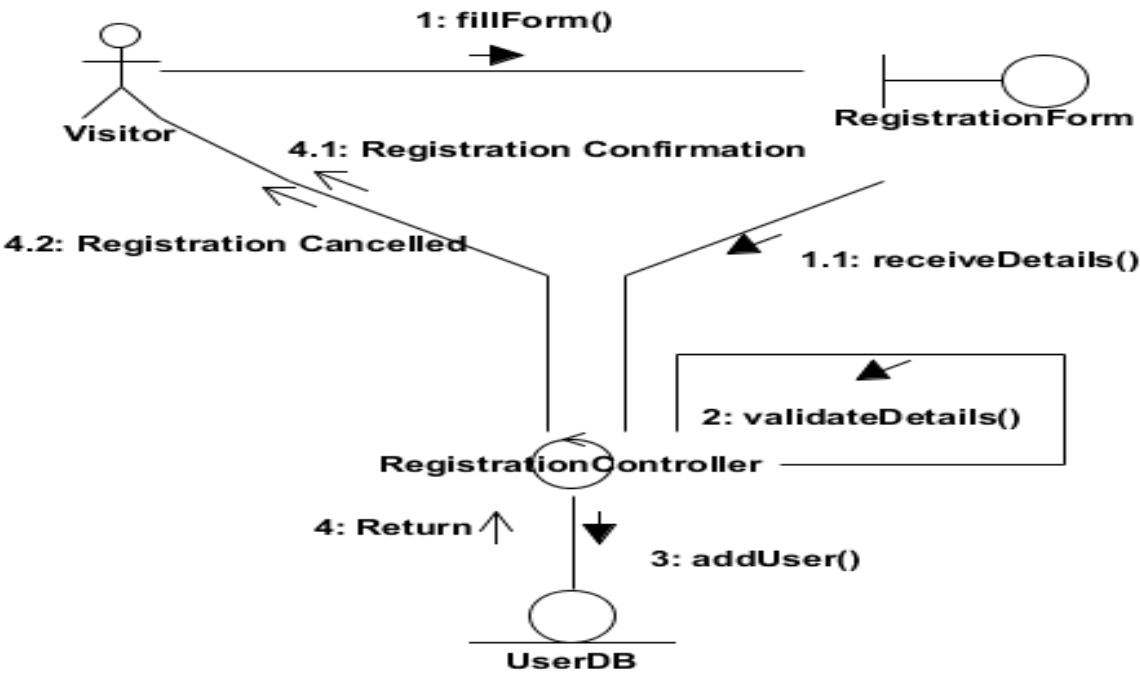 1: fillForm()
Visitor
RegistrationForm
4.1: Registration Confirmation
4.2: Registration Cancelled
1.1: receiveDetails()
2: validateDetails()
RegistrationController
4: Return
3: addUser()
UserDB